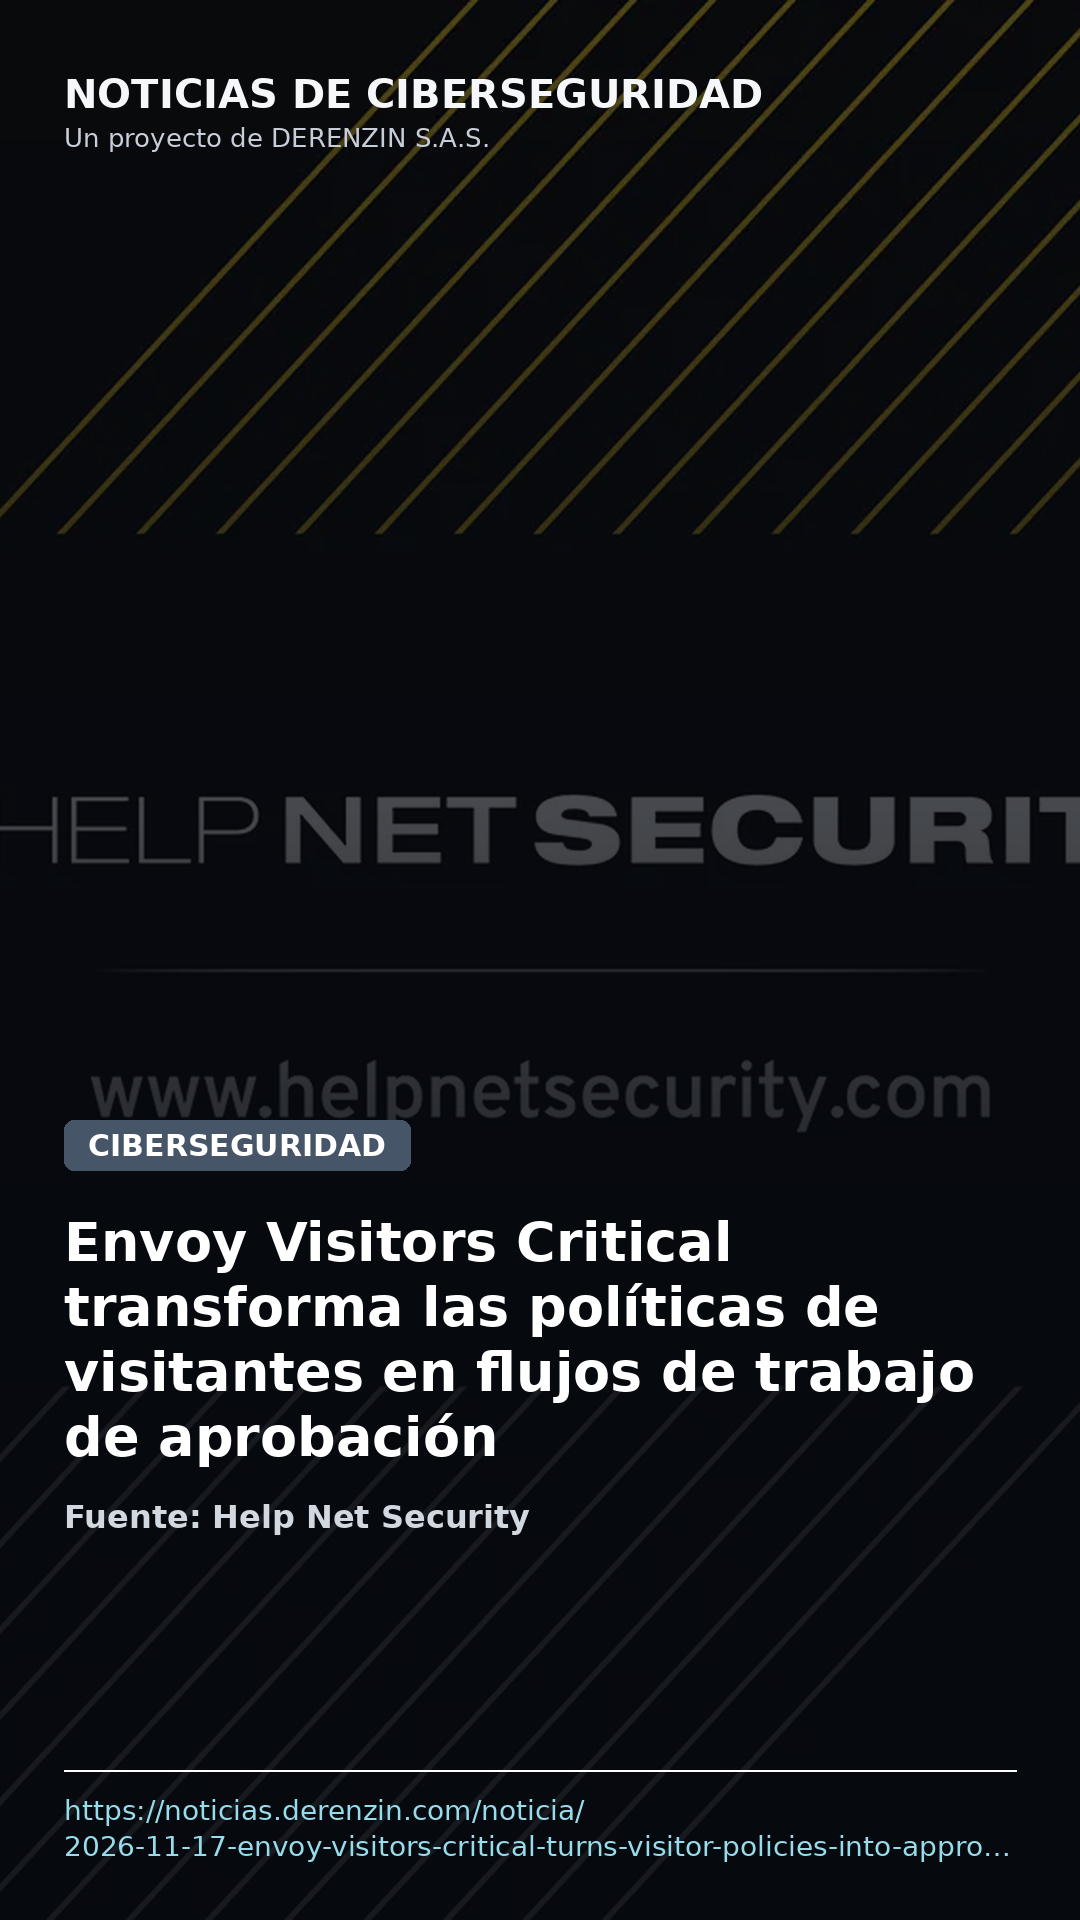 NOTICIAS DE CIBERSEGURIDAD
Un proyecto de DERENZIN S.A.S.
HELP NET SECURIT
www.helpnetsecurity.com
CIBERSEGURIDAD
Envoy Visitors Critical
transforma las políticas de
visitantes en flujos de trabajo
de aprobación
Fuente: Help Net Security
https://noticias.derenzin.com/noticia/
2026-11-17-envoy-visitors-critical-turns-visitor-policies-into-appro...